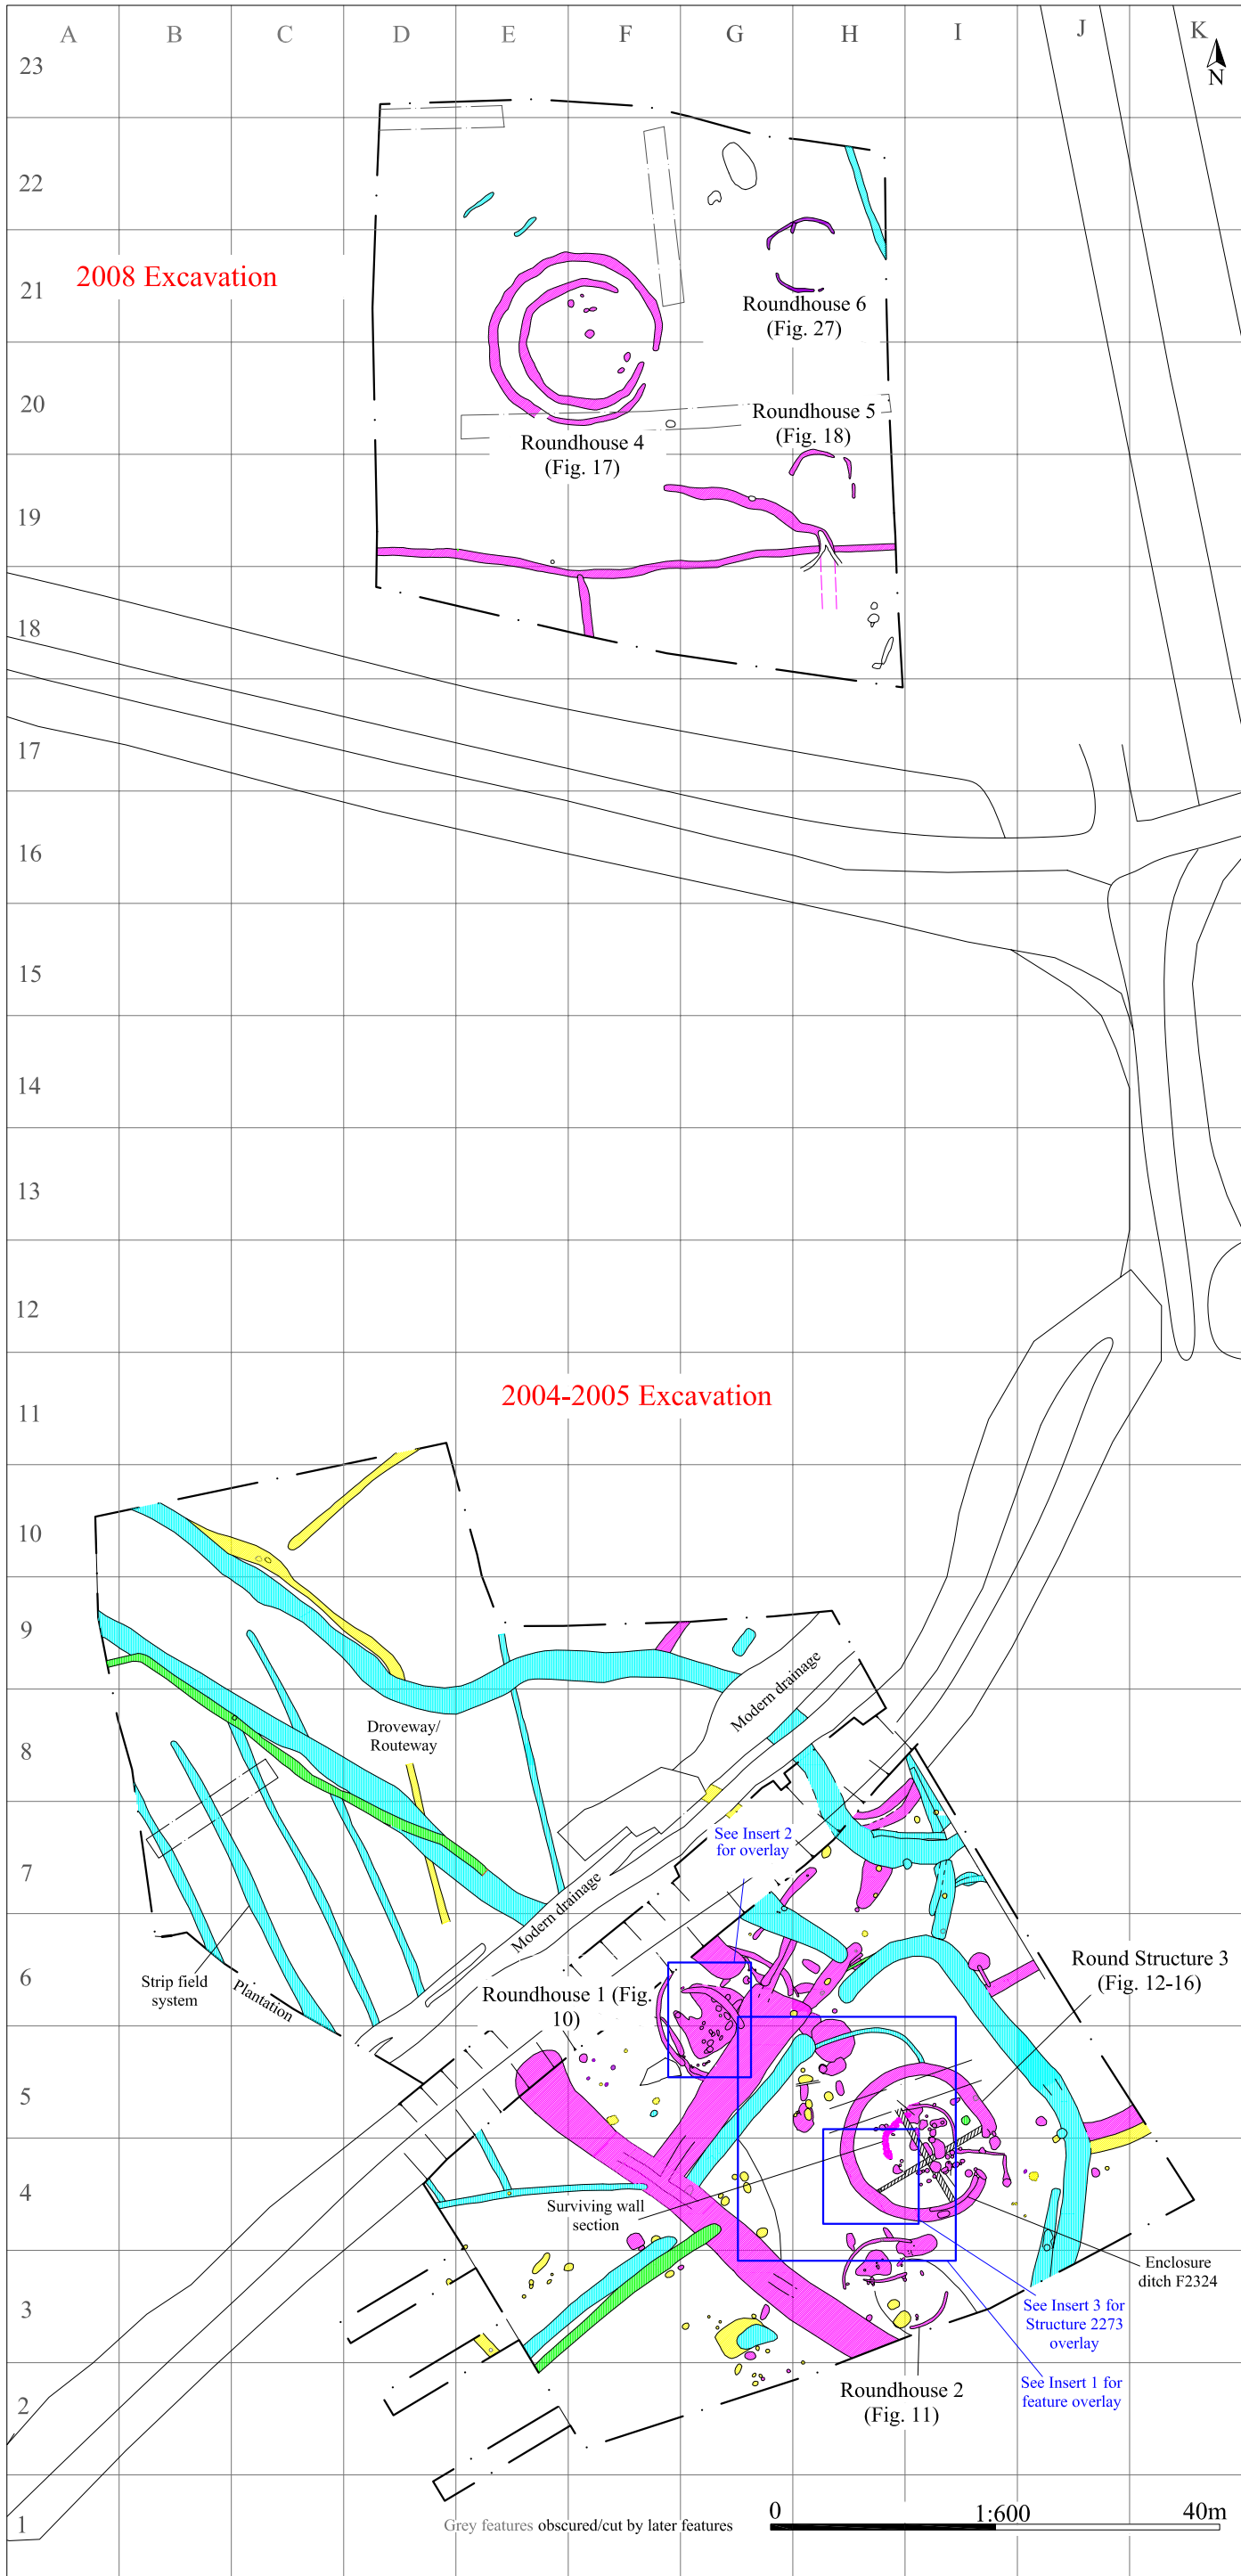 A B C D E F G H I J K
N
23
22
2008 Excavation
21
Roundhouse 6
(Fig. 27)
20
Roundhouse 5
(Fig. 18)
Roundhouse 4
(Fig. 17)
19
18
17
16
15
14
13
12
2004-2005 Excavation
11
10
9
Modern drainage
Droveway/
Routeway
8
See Insert 2
for overlay
7
Modern drainage
Strip field
system
Plantation
6
Roundhouse 1 (Fig.
10)
Round Structure 3
(Fig. 12-16)
5
4
Surviving wall
section
Enclosure
ditch F2324
3
See Insert 3 for
Structure 2273
overlay
2
Roundhouse 2
(Fig. 11)
See Insert 1 for
feature overlay
1
Grey features obscured/cut by later features
0 1:600 40m